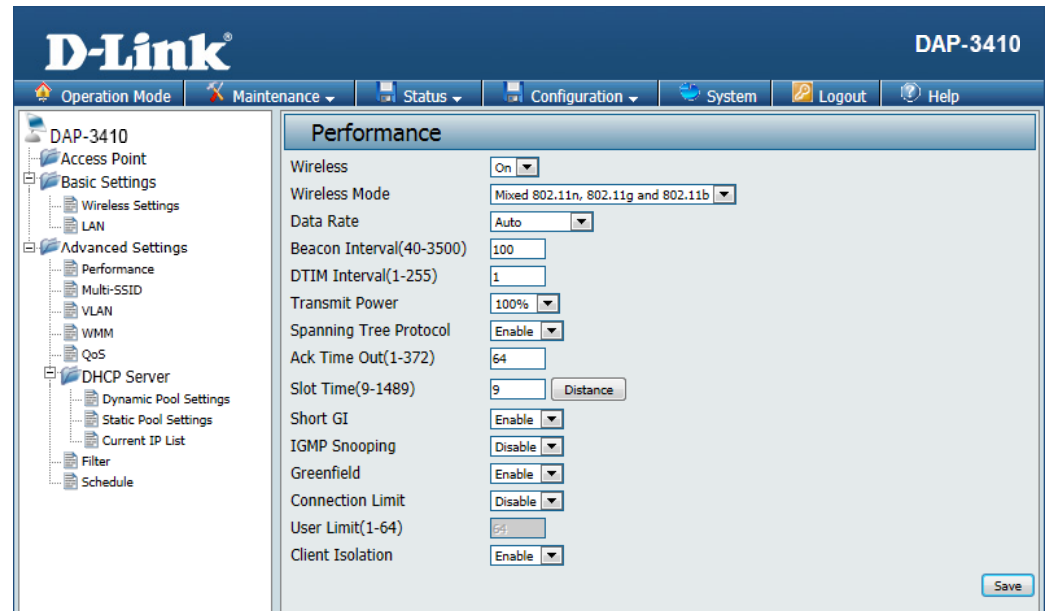 D-Link®
DAP-3410
Operation Mode Maintenance Status Configuration System Logout Help
DAP-3410
Access Point
Basic Settings
Wireless Settings
LAN
Advanced Settings
Performance
Multi-SSID
VLAN
WMM
QoS
DHCP Server
Dynamic Pool Settings
Static Pool Settings
Current IP List
Filter
Schedule
Performance
Wireless On
Wireless Mode Mixed 802.11n, 802.11g and 802.11b
Data Rate Auto
Beacon Interval(40-3500) 100
DTIM Interval(1-255) 1
Transmit Power 100%
Spanning Tree Protocol Enable
Ack Time Out(1-372) 64
Slot Time(9-1489) 9 Distance
Short GI Enable
IGMP Snooping Disable
Greenfield Enable
Connection Limit Disable
User Limit(1-64) 64
Client Isolation Enable
Save